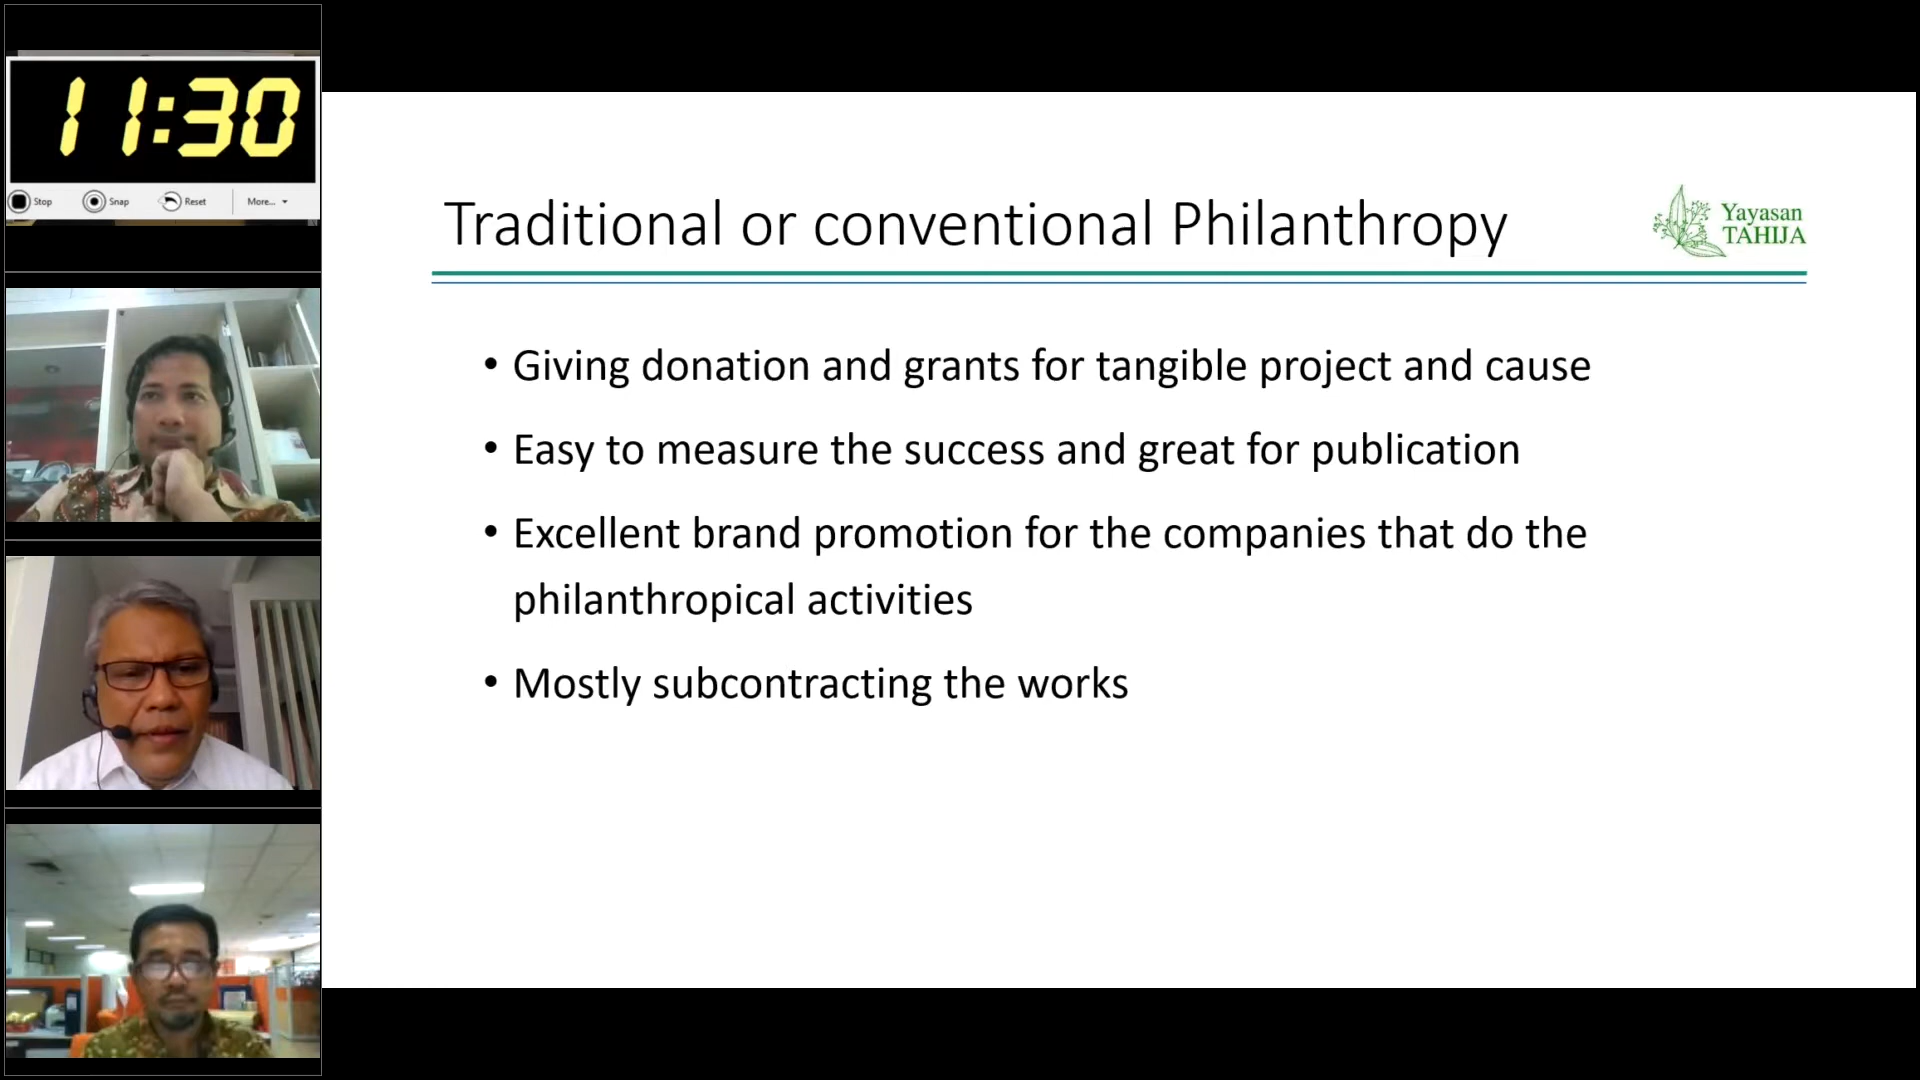 11:30
Stop
Snap
Reset
More...
Traditional or conventional Philanthropy
Yayasan
TAHIJA
• Giving donation and grants for tangible project and cause
• Easy to measure the success and great for publication
• Excellent brand promotion for the companies that do the
philanthropical activities
• Mostly subcontracting the works